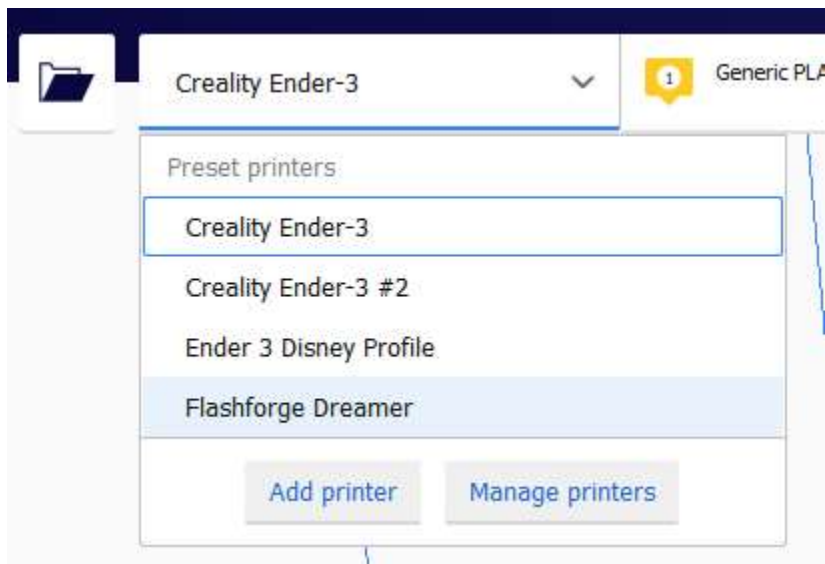 Creality Ender-3
1
Generic PLA
Preset printers
Creality Ender-3
Creality Ender-3 #2
Ender 3 Disney Profile
Flashforge Dreamer
Add printer
Manage printers